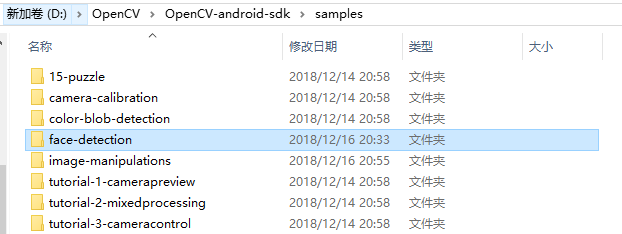 新加卷 (D:) › OpenCV › OpenCV-android-sdk › samples
名称 修改日期 类型 大小
15-puzzle 2018/12/14 20:58 文件夹
camera-calibration 2018/12/14 20:58 文件夹
color-blob-detection 2018/12/14 20:58 文件夹
face-detection 2018/12/16 20:33 文件夹
image-manipulations 2018/12/16 20:55 文件夹
tutorial-1-camerapreview 2018/12/14 20:58 文件夹
tutorial-2-mixedprocessing 2018/12/14 20:58 文件夹
tutorial-3-cameracontrol 2018/12/14 20:58 文件夹